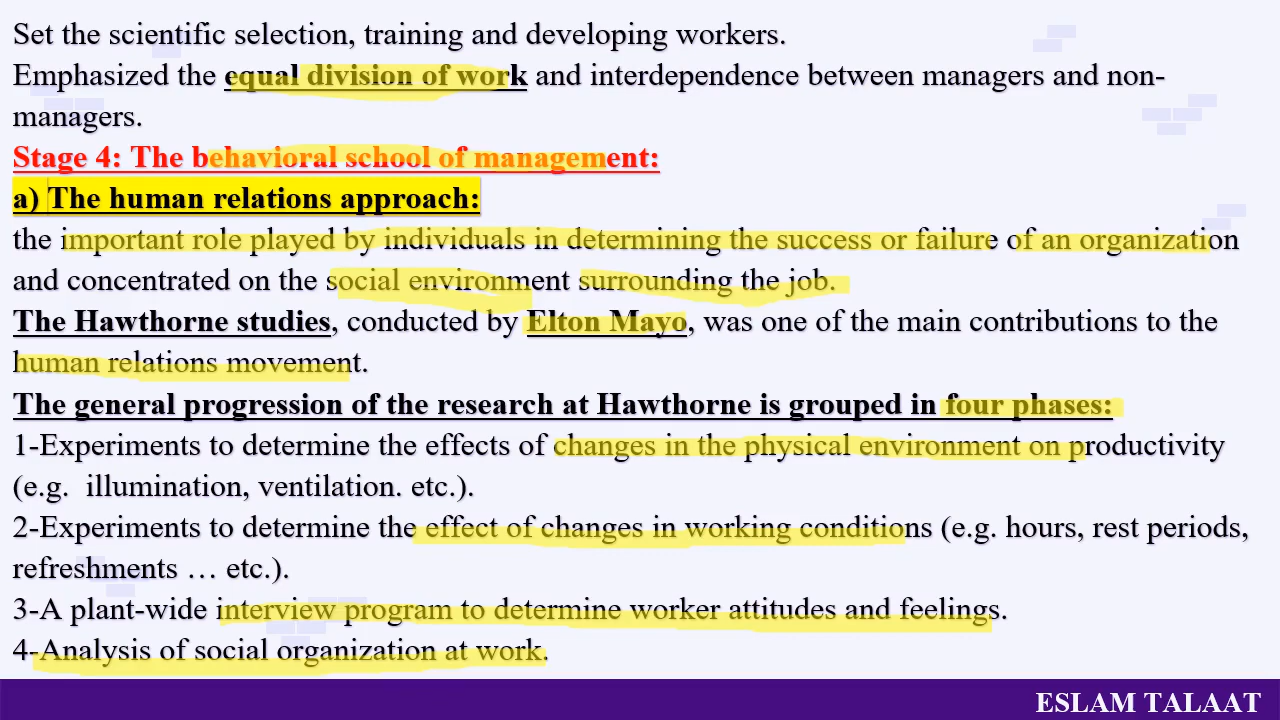 Set the scientific selection, training and developing workers.
Emphasized the equal division of work and interdependence between managers and non-
managers.
Stage 4: The behavioral school of management:
a) The human relations approach:
the important role played by individuals in determining the success or failure of an organization
and concentrated on the social environment surrounding the job.
The Hawthorne studies, conducted by Elton Mayo, was one of the main contributions to the
human relations movement.
The general progression of the research at Hawthorne is grouped in four phases:
1-Experiments to determine the effects of changes in the physical environment on productivity
(e.g.  illumination, ventilation. etc.).
2-Experiments to determine the effect of changes in working conditions (e.g. hours, rest periods,
refreshments … etc.).
3-A plant-wide interview program to determine worker attitudes and feelings.
4-Analysis of social organization at work.
ESLAM TALAAT